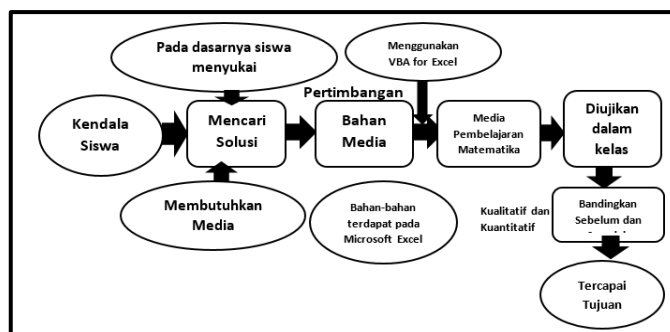 Pada dasarnya siswa
menyukai
Menggunakan
VBA for Excel
Pertimbangan
Kendala
Siswa
Mencari
Solusi
Bahan
Media
Media
Pembelajaran
Matematika
Diujikan
dalam
kelas
Membutuhkan
Media
Bahan-bahan
terdapat pada
Microsoft Excel
Kualitatif dan
Kuantitatif
Bandingkan
Sebelum dan
Tercapai
Tujuan